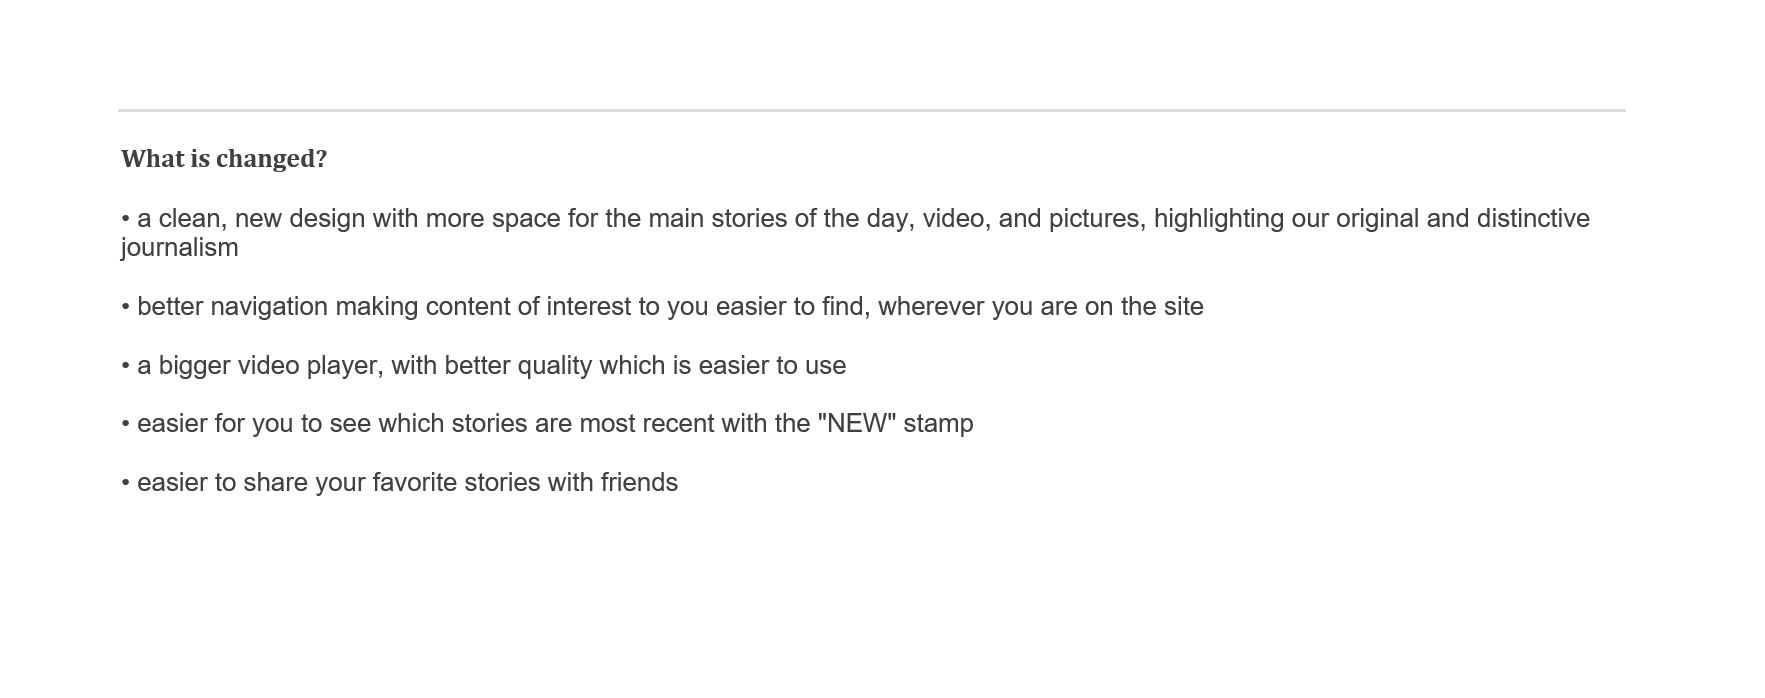 What is changed?
• a clean, new design with more space for the main stories of the day, video, and pictures, highlighting our original and distinctive
journalism
• better navigation making content of interest to you easier to find, wherever you are on the site
• a bigger video player, with better quality which is easier to use
• easier for you to see which stories are most recent with the "NEW" stamp
• easier to share your favorite stories with friends